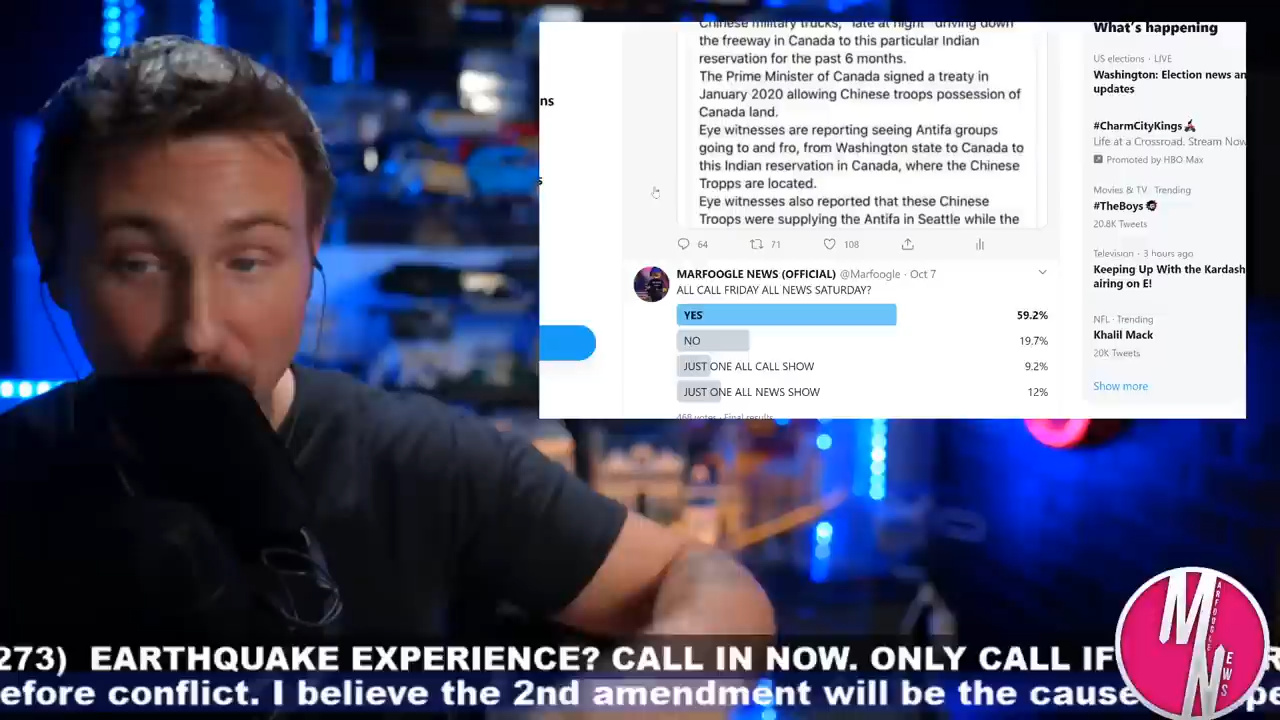 Chinese military trucks, "late at night" driving down
the freeway in Canada to this particular Indian
reservation for the past 6 months.
The Prime Minister of Canada signed a treaty in
January 2020 allowing Chinese troops possession of
Canada land.
Eye witnesses are reporting seeing Antifa groups
going to and fro, from Washington state to Canada to
this Indian reservation in Canada, where the Chinese
Tropps are located.
Eye witnesses also reported that these Chinese
Troops were supplying the Antifa in Seattle while the
64 71 108
MARFOOGLE NEWS (OFFICIAL) @Marfoogle · Oct 7
ALL CALL FRIDAY ALL NEWS SATURDAY?
YES 59.2%
NO 19.7%
JUST ONE ALL CALL SHOW 9.2%
JUST ONE ALL NEWS SHOW 12%
468 votes · Final results
ns
s
What's happening
US elections · LIVE
Washington: Election news an
updates
#CharmCityKings
Life at a Crossroad. Stream Now
Promoted by HBO Max
Movies & TV · Trending
#TheBoys
20.8K Tweets
Television · 3 hours ago
Keeping Up With the Kardash
airing on E!
NFL · Trending
Khalil Mack
20K Tweets
Show more
273) EARTHQUAKE EXPERIENCE? CALL IN NOW. ONLY CALL IF
efore conflict. I believe the 2nd amendment will be the cause
MN
MARFOOGLE
NEWS